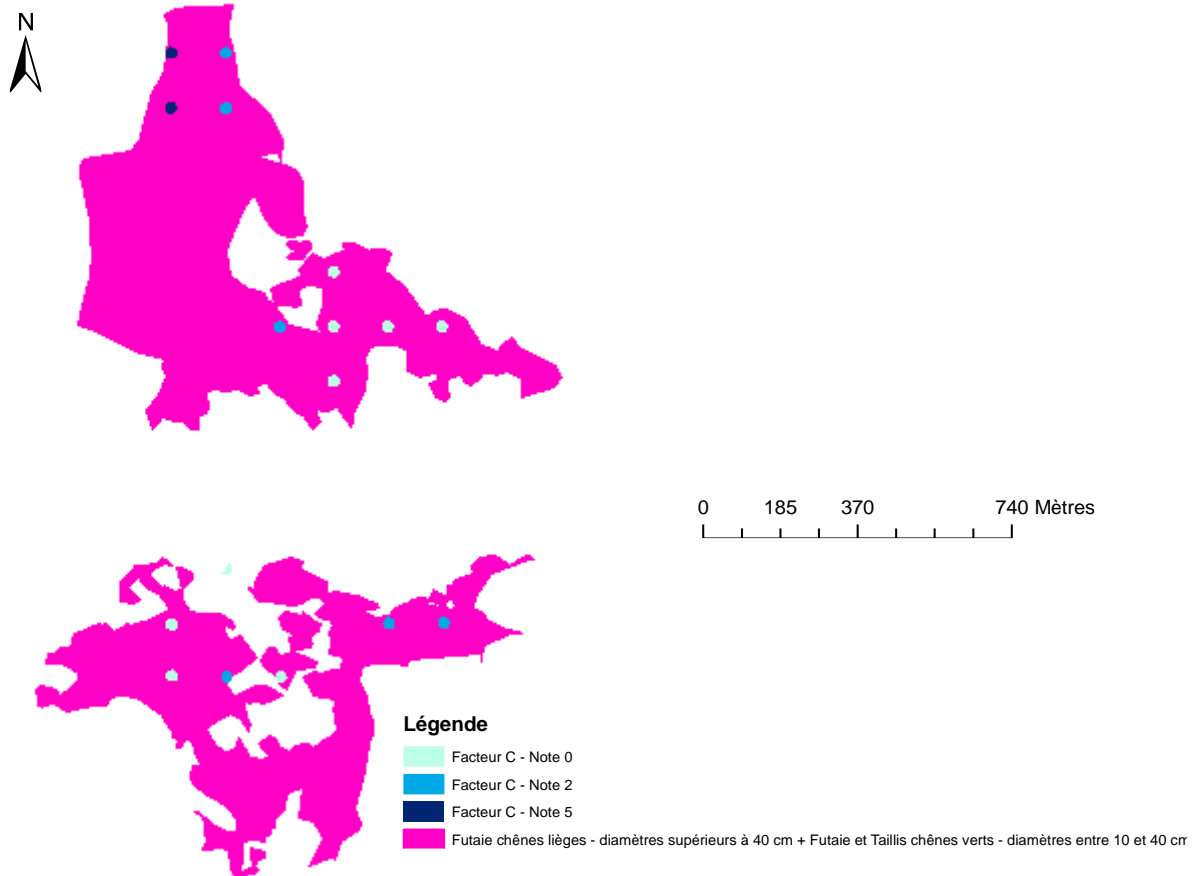 N
0 185 370 740 Mètres
Légende
Facteur C - Note 0
Facteur C - Note 2
Facteur C - Note 5
Futaie chênes lièges - diamètres supérieurs à 40 cm + Futaie et Taillis chênes verts - diamètres entre 10 et 40 cm